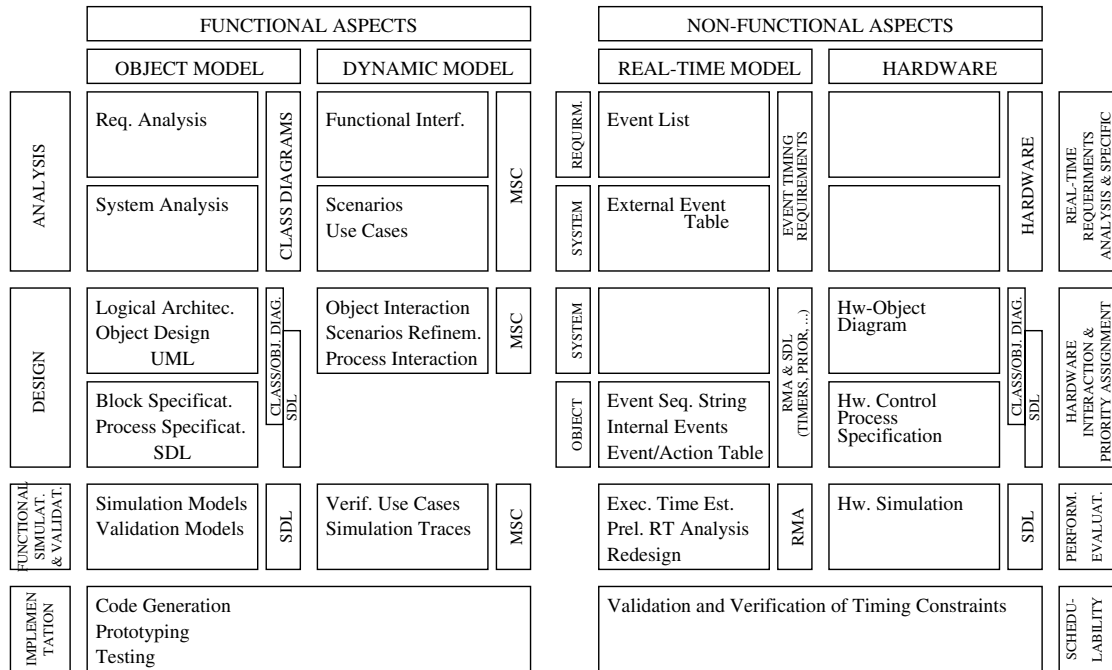 FUNCTIONAL ASPECTS
NON-FUNCTIONAL ASPECTS
OBJECT MODEL
DYNAMIC MODEL
REAL-TIME MODEL
HARDWARE
ANALYSIS
Req. Analysis
System Analysis
CLASS DIAGRAMS
Functional Interf.
Scenarios
Use Cases
MSC
REQUIRM.
SYSTEM
Event List
External Event
Table
EVENT TIMING
REQUIREMENTS
HARDWARE
REAL-TIME
REQUERIMENTS
ANALYSIS & SPECIFIC
DESIGN
Logical Architec.
Object Design
UML
Block Specificat.
Process Specificat.
SDL
CLASS/OBJ. DIAG.
SDL
Object Interaction
Scenarios Refinem.
Process Interaction
MSC
SYSTEM
OBJECT
Event Seq. String
Internal Events
Event/Action Table
RMA & SDL
(TIMERS, PRIOR, ...)
Hw-Object
Diagram
Hw. Control
Process
Specification
CLASS/OBJ. DIAG.
SDL
HARDWARE
INTERACTION &
PRIORITY ASSIGNMENT
FUNCTIONAL
SIMULAT.
& VALIDAT.
Simulation Models
Validation Models
SDL
Verif. Use Cases
Simulation Traces
MSC
Exec. Time Est.
Prel. RT Analysis
Redesign
RMA
Hw. Simulation
SDL
PERFORM.
EVALUAT.
IMPLEMEN
TATION
Code Generation
Prototyping
Testing
Validation and Verification of Timing Constraints
SCHEDU-
LABILITY